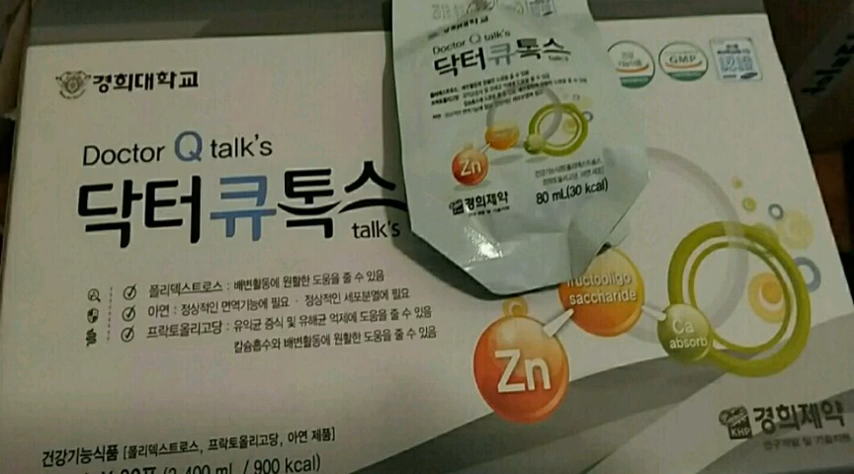 경희대학교
Doctor Q talk's
닥터큐톡스
talk's
폴리덱스트로스 : 배변활동에 원활한 도움을 줄 수 있음
아연 : 정상적인 면역기능에 필요 · 정상적인 세포분열에 필요
프락토올리고당 : 유익균 증식 및 유해균 억제에 도움을 줄 수 있음
칼슘흡수와 배변활동에 원활한 도움을 줄 수 있음
건강기능식품 [폴리덱스트로스, 프락토올리고당, 아연 제품]
(2,400 mL / 900 kcal)
Doctor Q talk's
닥터큐톡스
talk's
Zn
경희제약
80 mL(30 kcal)
GMP
fructooligo
saccharide
Zn
Ca
absorb
KHP
경희제약